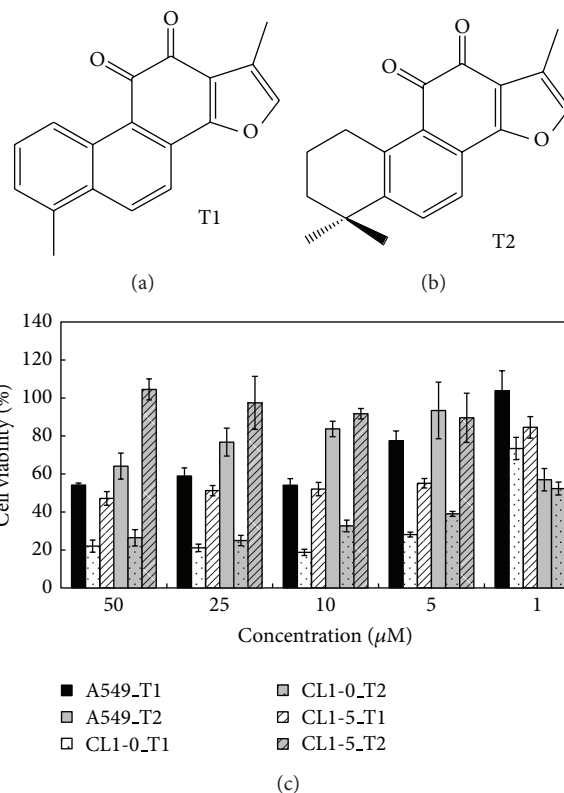 O
O
O
T1
(a)
O
O
O
T2
(b)
140
120
100
80
60
40
20
0
Cell viability (%)
50 25 10 5 1
Concentration (μM)
A549_T1
A549_T2
CL1-0_T1
CL1-0_T2
CL1-5_T1
CL1-5_T2
(c)